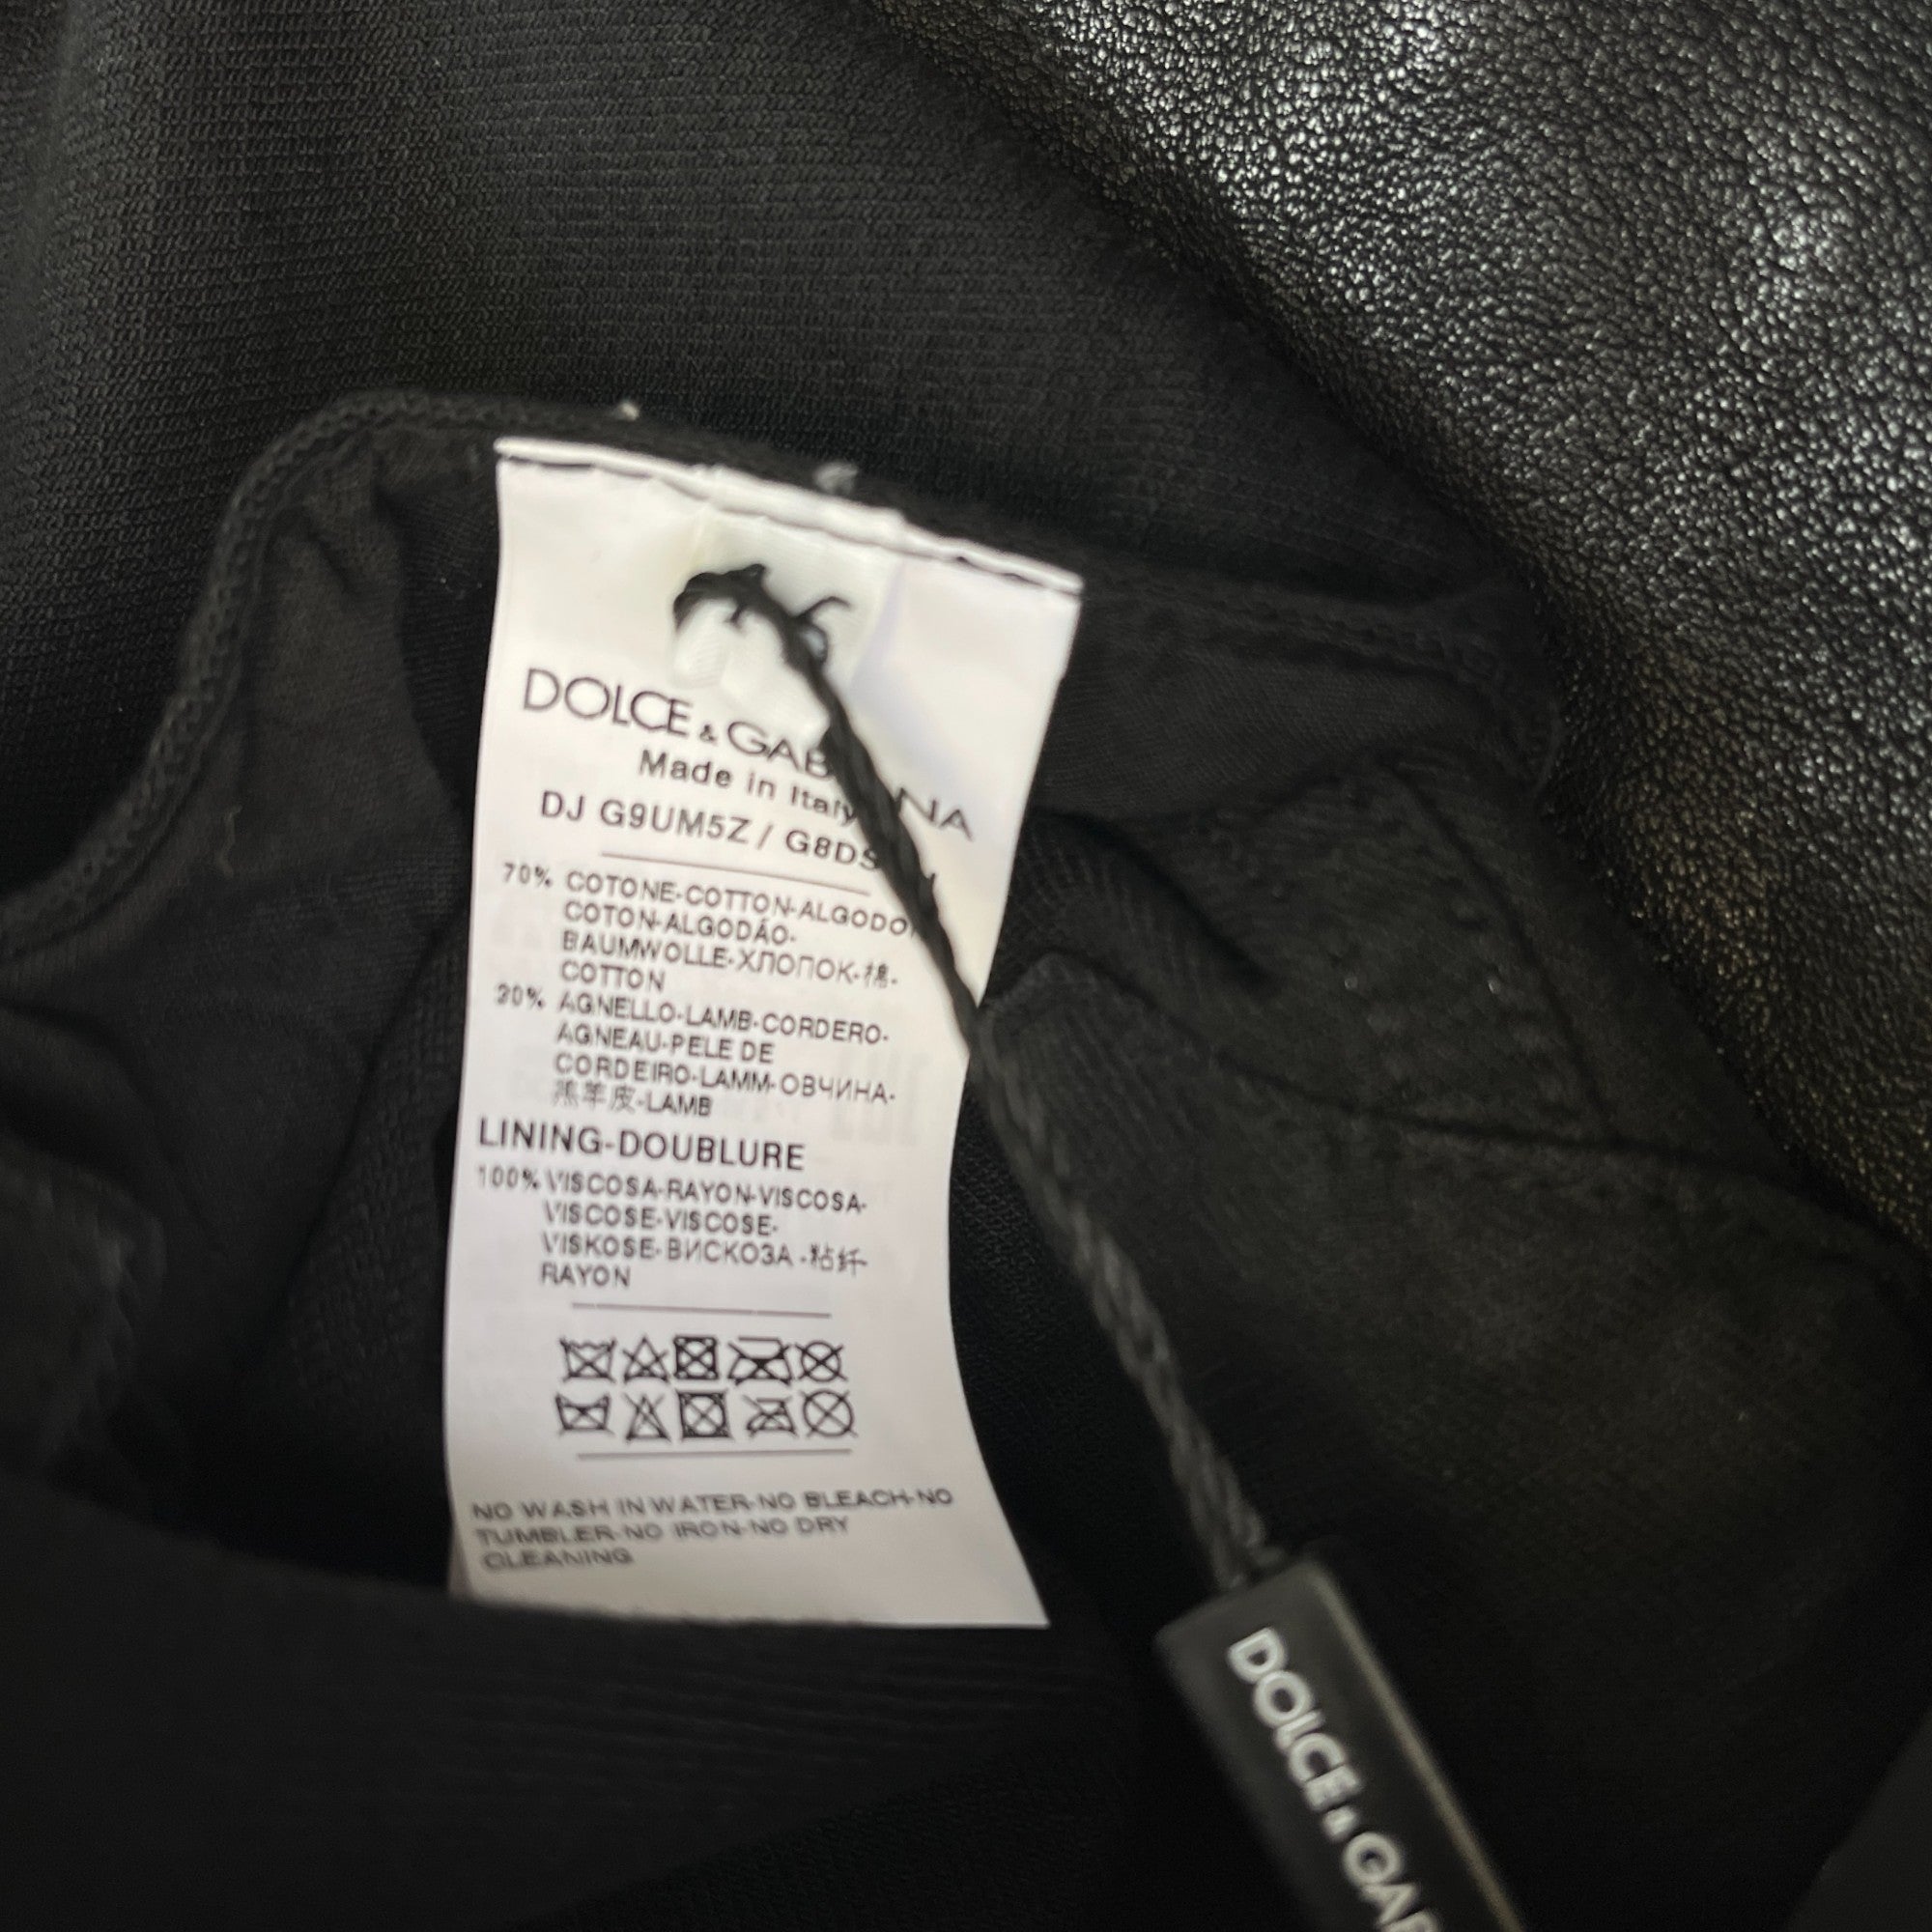 DOLCE & GABBANA
Made in Italy
DJ G9UM5Z / G8DS
70% COTONE-COTTON-ALGODO
COTON-ALGODÃO-
BAUMWOLLE-ХЛОПОК-棉-
COTTON
30% AGNELLO-LAMB-CORDERO-
AGNEAU-PELE DE
CORDEIRO-LAMM-ОВЧИНА-
羔羊皮-LAMB
LINING-DOUBLURE
100% VISCOSA-RAYON-VISCOSA-
VISCOSE-VISCOSE-
VISKOSE-ВИСКОЗА -粘纤-
RAYON
NO WASH IN WATER-NO BLEACH-NO
TUMBLER-NO IRON-NO DRY
CLEANING
DOLCE & GAB